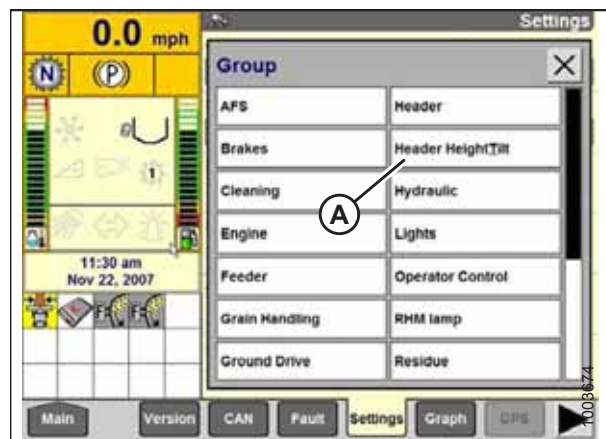 0.0 mph
Settings
N
(P)
Group
AFS
Header
Brakes
Header Height/Tilt
Cleaning
Hydraulic
A
1
Engine
Lights
11:30 am
Nov 22, 2007
Feeder
Operator Control
F
F
Grain Handling
RHM lamp
Ground Drive
Residue
Main
Version
CAN
Fault
Settings
Graph
GPS
1003674